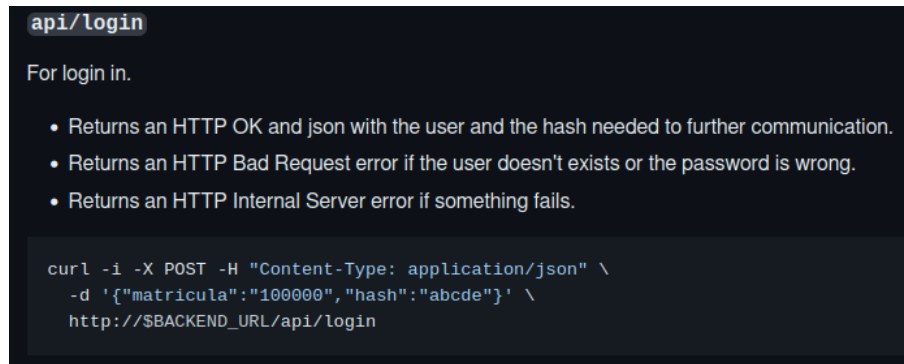 api/login
For login in.
• Returns an HTTP OK and json with the user and the hash needed to further communication.
• Returns an HTTP Bad Request error if the user doesn't exists or the password is wrong.
• Returns an HTTP Internal Server error if something fails.
curl -i -X POST -H "Content-Type: application/json" \
-d '{"matricula":"100000","hash":"abcde"}' \
http://$BACKEND_URL/api/login